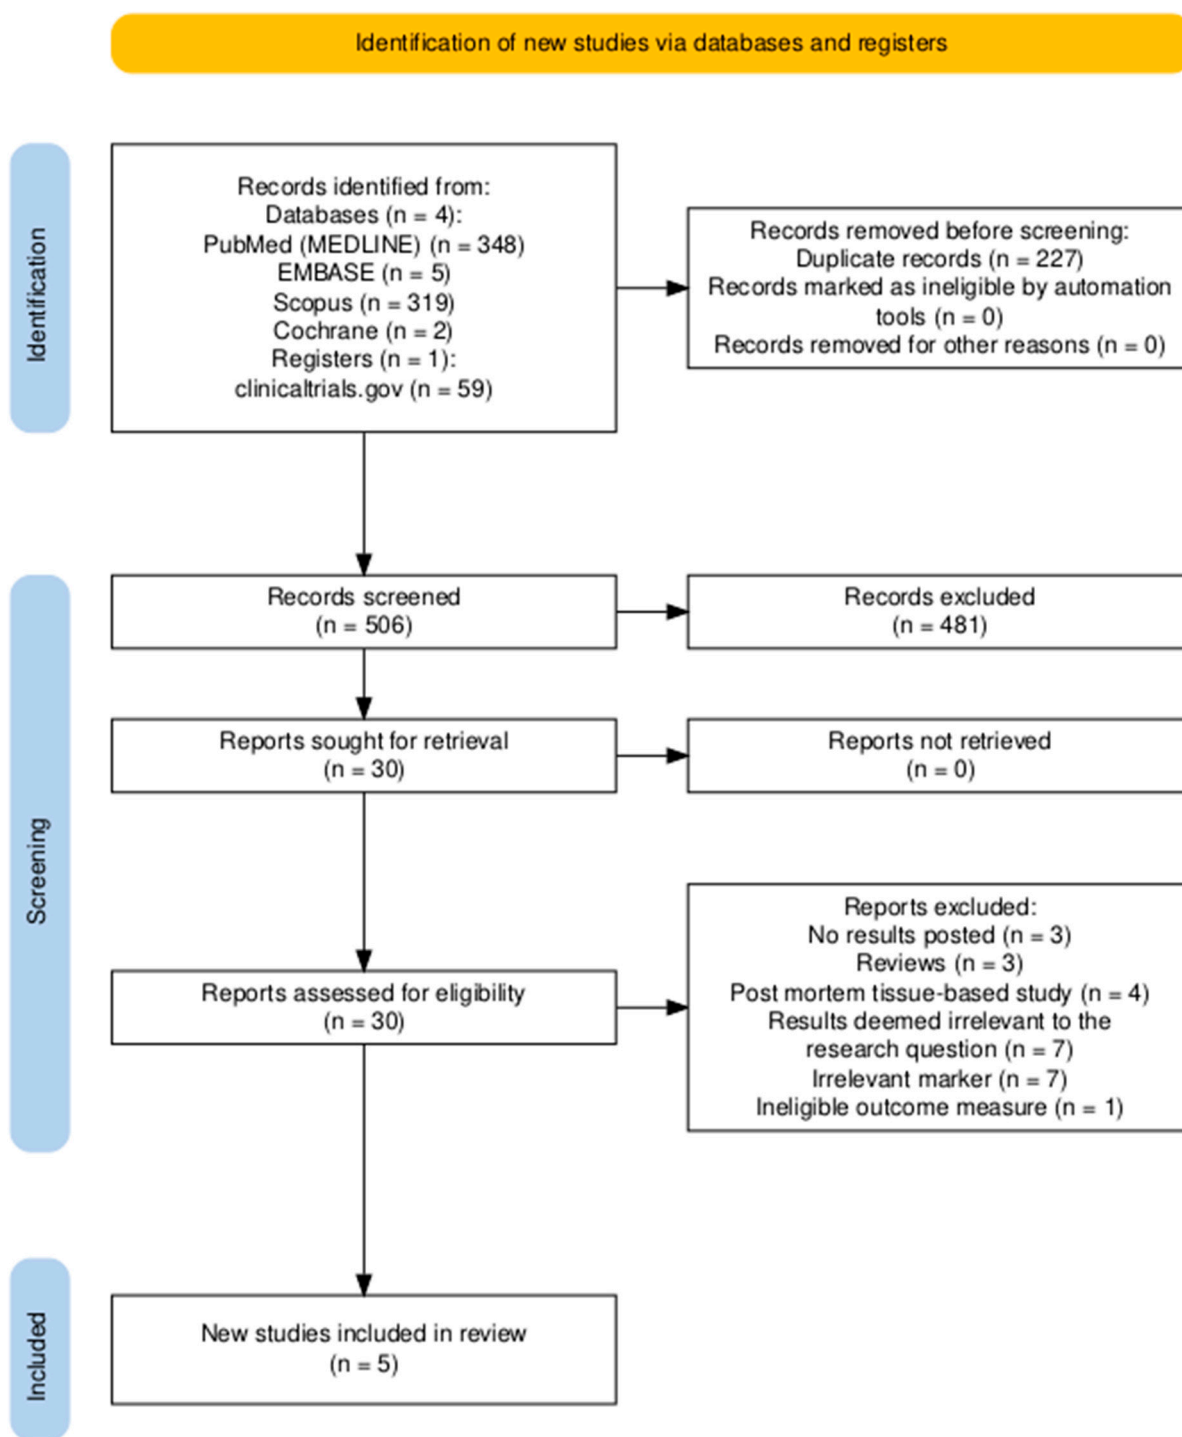 Identification of new studies via databases and registers
Identification
Records identified from:
Databases (n = 4):
PubMed (MEDLINE) (n = 348)
EMBASE (n = 5)
Scopus (n = 319)
Cochrane (n = 2)
Registers (n = 1):
clinicaltrials.gov (n = 59)
Records removed before screening:
Duplicate records (n = 227)
Records marked as ineligible by automation
tools (n = 0)
Records removed for other reasons (n = 0)
Screening
Records screened
(n = 506)
Records excluded
(n = 481)
Reports sought for retrieval
(n = 30)
Reports not retrieved
(n = 0)
Reports assessed for eligibility
(n = 30)
Reports excluded:
No results posted (n = 3)
Reviews (n = 3)
Post mortem tissue-based study (n = 4)
Results deemed irrelevant to the
research question (n = 7)
Irrelevant marker (n = 7)
Ineligible outcome measure (n = 1)
Included
New studies included in review
(n = 5)